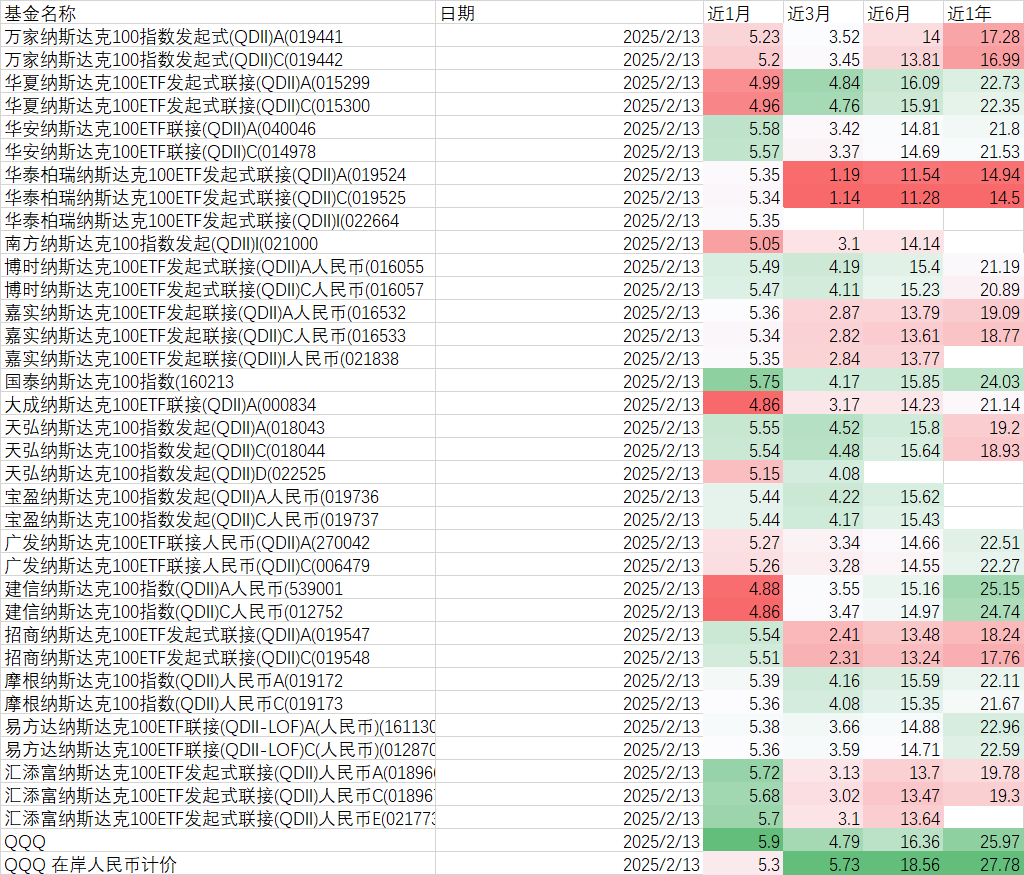 基金名称 日期 近1月 近3月 近6月 近1年
万家纳斯达克100指数发起式(QDII)A(019441 2025/2/13 5.23 3.52 14 17.28
万家纳斯达克100指数发起式(QDII)C(019442 2025/2/13 5.2 3.45 13.81 16.99
华夏纳斯达克100ETF发起式联接(QDII)A(015299 2025/2/13 4.99 4.84 16.09 22.73
华夏纳斯达克100ETF发起式联接(QDII)C(015300 2025/2/13 4.96 4.76 15.91 22.35
华安纳斯达克100ETF联接(QDII)A(040046 2025/2/13 5.58 3.42 14.81 21.8
华安纳斯达克100ETF联接(QDII)C(014978 2025/2/13 5.57 3.37 14.69 21.53
华泰柏瑞纳斯达克100ETF发起式联接(QDII)A(019524 2025/2/13 5.35 1.19 11.54 14.94
华泰柏瑞纳斯达克100ETF发起式联接(QDII)C(019525 2025/2/13 5.34 1.14 11.28 14.5
华泰柏瑞纳斯达克100ETF发起式联接(QDII)I(022664 2025/2/13 5.35
南方纳斯达克100指数发起(QDII)I(021000 2025/2/13 5.05 3.1 14.14
博时纳斯达克100ETF发起式联接(QDII)A人民币(016055 2025/2/13 5.49 4.19 15.4 21.19
博时纳斯达克100ETF发起式联接(QDII)C人民币(016057 2025/2/13 5.47 4.11 15.23 20.89
嘉实纳斯达克100ETF发起联接(QDII)A人民币(016532 2025/2/13 5.36 2.87 13.79 19.09
嘉实纳斯达克100ETF发起联接(QDII)C人民币(016533 2025/2/13 5.34 2.82 13.61 18.77
嘉实纳斯达克100ETF发起联接(QDII)I人民币(021838 2025/2/13 5.35 2.84 13.77
国泰纳斯达克100指数(160213 2025/2/13 5.75 4.17 15.85 24.03
大成纳斯达克100ETF联接(QDII)A(000834 2025/2/13 4.86 3.17 14.23 21.14
天弘纳斯达克100指数发起(QDII)A(018043 2025/2/13 5.55 4.52 15.8 19.2
天弘纳斯达克100指数发起(QDII)C(018044 2025/2/13 5.54 4.48 15.64 18.93
天弘纳斯达克100指数发起(QDII)D(022525 2025/2/13 5.15 4.08
宝盈纳斯达克100指数发起(QDII)A人民币(019736 2025/2/13 5.44 4.22 15.62
宝盈纳斯达克100指数发起(QDII)C人民币(019737 2025/2/13 5.44 4.17 15.43
广发纳斯达克100ETF联接人民币(QDII)A(270042 2025/2/13 5.27 3.34 14.66 22.51
广发纳斯达克100ETF联接人民币(QDII)C(006479 2025/2/13 5.26 3.28 14.55 22.27
建信纳斯达克100指数(QDII)A人民币(539001 2025/2/13 4.88 3.55 15.16 25.15
建信纳斯达克100指数(QDII)C人民币(012752 2025/2/13 4.86 3.47 14.97 24.74
招商纳斯达克100ETF发起式联接(QDII)A(019547 2025/2/13 5.54 2.41 13.48 18.24
招商纳斯达克100ETF发起式联接(QDII)C(019548 2025/2/13 5.51 2.31 13.24 17.76
摩根纳斯达克100指数(QDII)人民币A(019172 2025/2/13 5.39 4.16 15.59 22.11
摩根纳斯达克100指数(QDII)人民币C(019173 2025/2/13 5.36 4.08 15.35 21.67
易方达纳斯达克100ETF联接(QDII-LOF)A(人民币)(161130 2025/2/13 5.38 3.66 14.88 22.96
易方达纳斯达克100ETF联接(QDII-LOF)C(人民币)(012870 2025/2/13 5.36 3.59 14.71 22.59
汇添富纳斯达克100ETF发起式联接(QDII)人民币A(018966 2025/2/13 5.72 3.13 13.7 19.78
汇添富纳斯达克100ETF发起式联接(QDII)人民币C(018967 2025/2/13 5.68 3.02 13.47 19.3
汇添富纳斯达克100ETF发起式联接(QDII)人民币E(021773 2025/2/13 5.7 3.1 13.64
QQQ 2025/2/13 5.9 4.79 16.36 25.97
QQQ 在岸人民币计价 2025/2/13 5.3 5.73 18.56 27.78